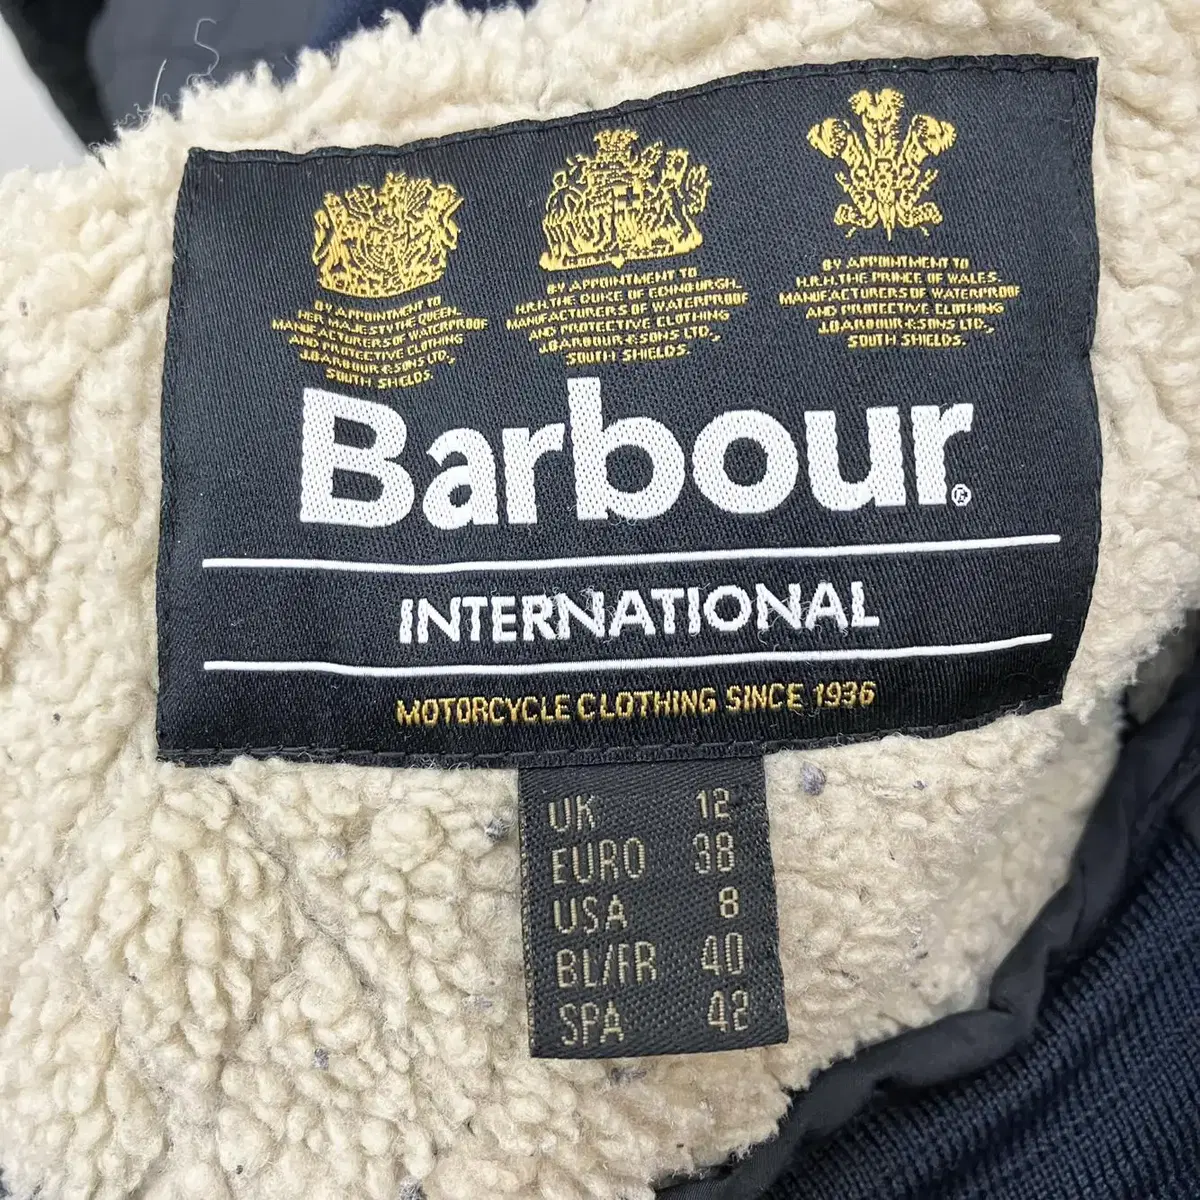 BY APPOINTMENT TO
HER MAJESTY THE QUEEN.
MANUFACTURERS OF WATERPROOF
AND PROTECTIVE CLOTHING
J.BARBOUR & SONS LTD.,
SOUTH SHIELDS.
BY APPOINTMENT TO
H.R.H. THE DUKE OF EDINBURGH.
MANUFACTURERS OF WATERPROOF
AND PROTECTIVE CLOTHING
J.BARBOUR & SONS LTD.,
SOUTH SHIELDS.
BY APPOINTMENT TO
H.R.H. THE PRINCE OF WALES.
MANUFACTURERS OF WATERPROOF
AND PROTECTIVE CLOTHING
J.BARBOUR & SONS LTD.,
SOUTH SHIELDS.
Barbour®
INTERNATIONAL
MOTORCYCLE CLOTHING SINCE 1936
UK 12
EURO 38
USA 8
BL/FR 40
SPA 42